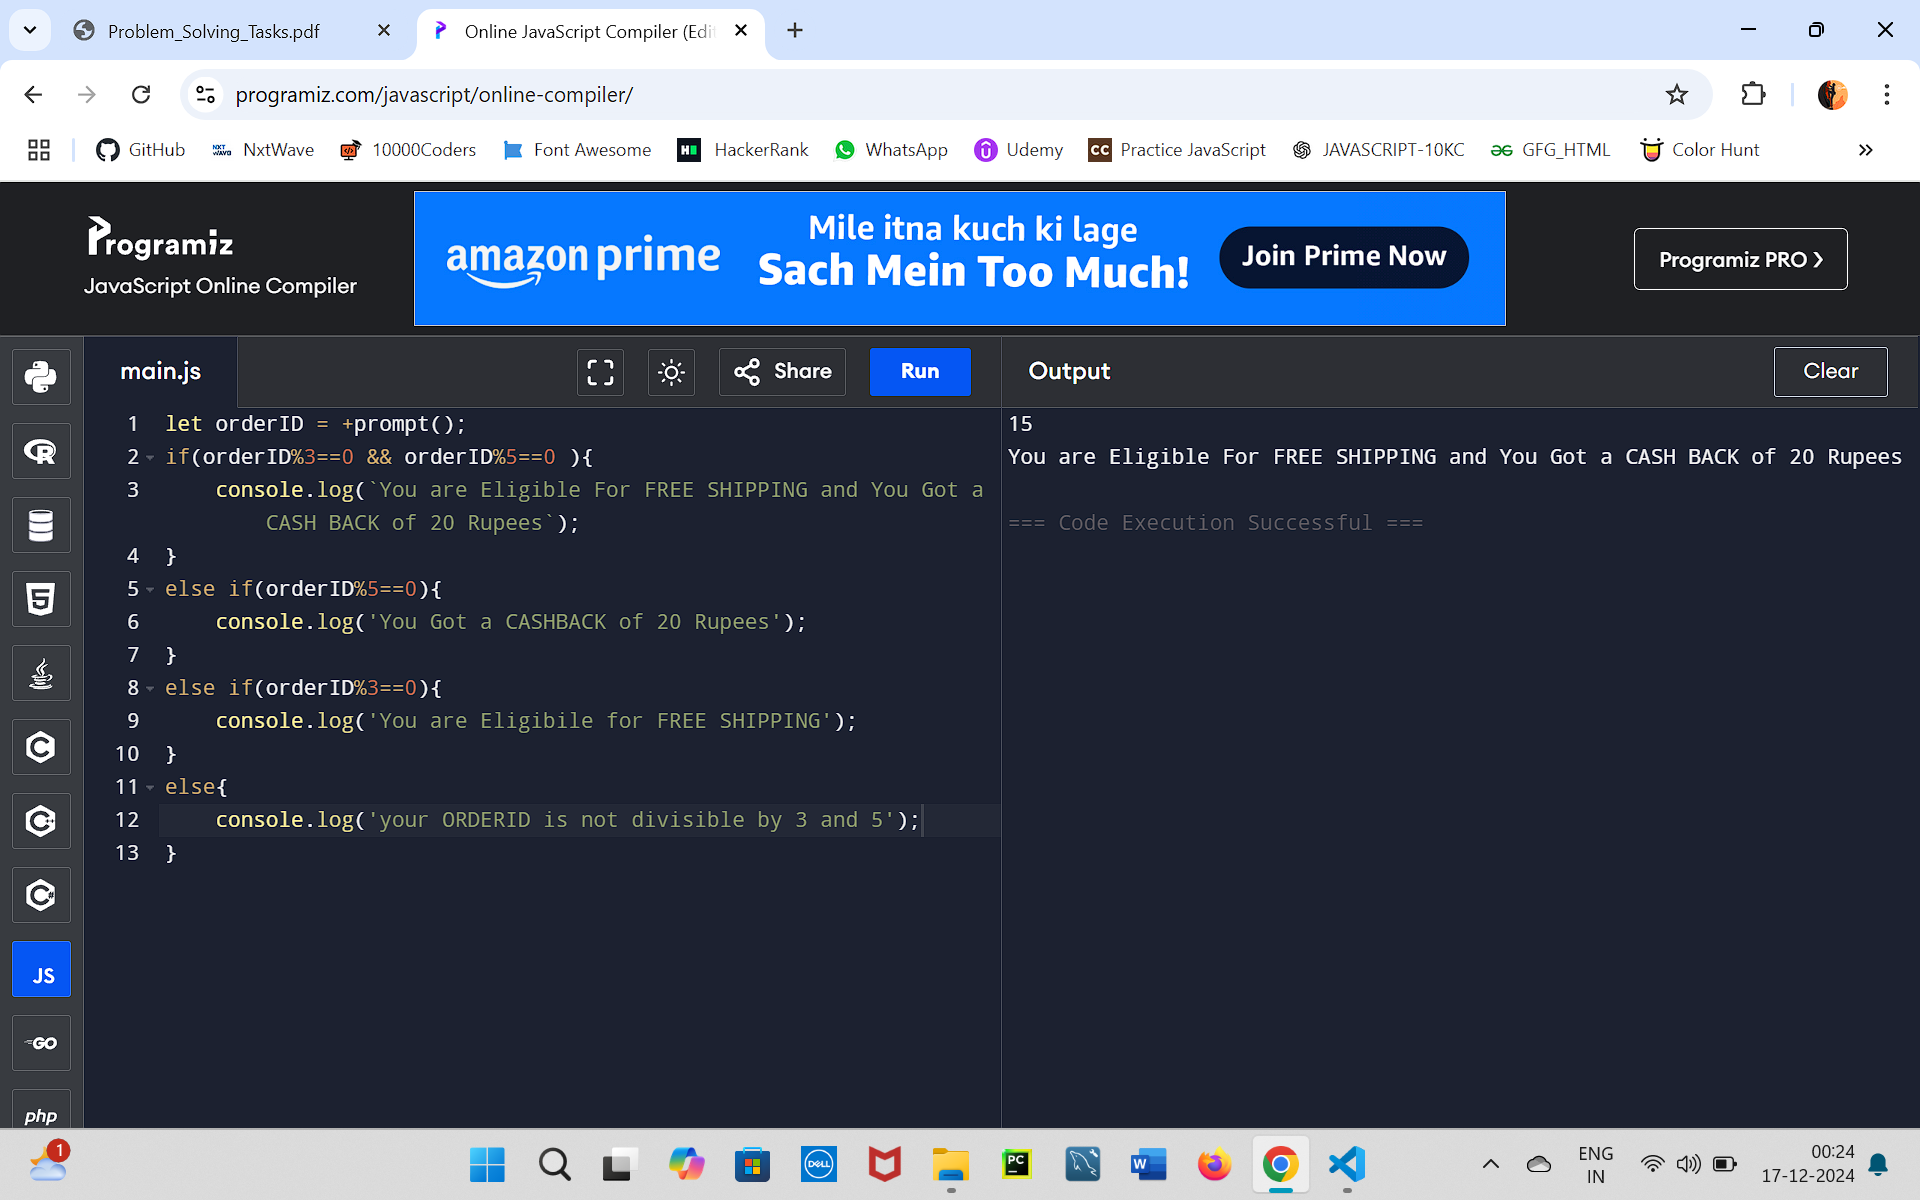 Problem_Solving_Tasks.pdf
Online JavaScript Compiler (Edi
programiz.com/javascript/online-compiler/
GitHub
NXT WAVE
NxtWave
10000Coders
Font Awesome
H
HackerRank
WhatsApp
Udemy
CC
Practice JavaScript
JAVASCRIPT-10KC
GFG_HTML
Color Hunt
Programiz
JavaScript Online Compiler
amazon prime
Mile itna kuch ki lage
Sach Mein Too Much!
Join Prime Now
Programiz PRO
main.js
Share
Run
Output
Clear
1 let orderID = +prompt();
2 if(orderID%3==0 && orderID%5==0 ){
3 console.log(`You are Eligible For FREE SHIPPING and You Got a
CASH BACK of 20 Rupees`);
4 }
5 else if(orderID%5==0){
6 console.log('You Got a CASHBACK of 20 Rupees');
7 }
8 else if(orderID%3==0){
9 console.log('You are Eligibile for FREE SHIPPING');
10 }
11 else{
12 console.log('your ORDERID is not divisible by 3 and 5');
13 }
15
You are Eligible For FREE SHIPPING and You Got a CASH BACK of 20 Rupees
=== Code Execution Successful ===
R
5
C
C
C
JS
GO
php
1
DELL
PC
W
ENG
IN
00:24
17-12-2024